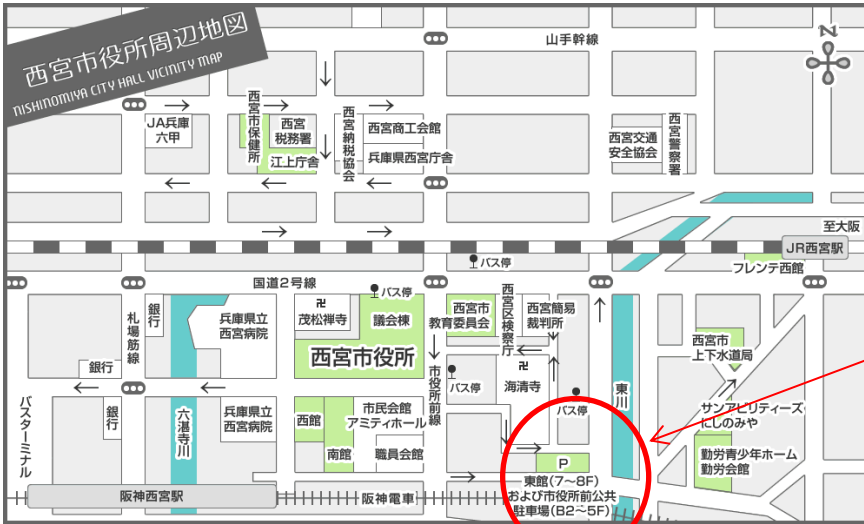 西宮市役所周辺地図
NISHINOMIYA CITY HALL VICINITY MAP
山手幹線
Z
JA兵庫
六甲
西宮市保健所
西宮
税務署
江上庁舎
西宮納税協会
西宮商工会館
兵庫県西宮庁舎
西宮交通
安全協会
西宮警察署
至大阪
JR西宮駅
フレンテ西館
バス停
国道2号線
バス停
札場筋線
銀行
兵庫県立
西宮病院
卍
茂松禅寺
議会棟
西宮市
教育委員会
西宮区検察庁
西宮簡易
裁判所
西宮市役所
西宮市
上下水道局
銀行
市役所前線
バス停
卍
海清寺
バス停
東川
バスターミナル
銀行
六湛寺川
兵庫県立
西宮病院
西館
市民会館
アミティホール
南館
職員会館
サンアビリティーズ
にしのみや
勤労青少年ホーム
勤労会館
P
東館(7〜8F)
および市役所前公共
駐車場(B2〜5F)
阪神西宮駅
阪神電車